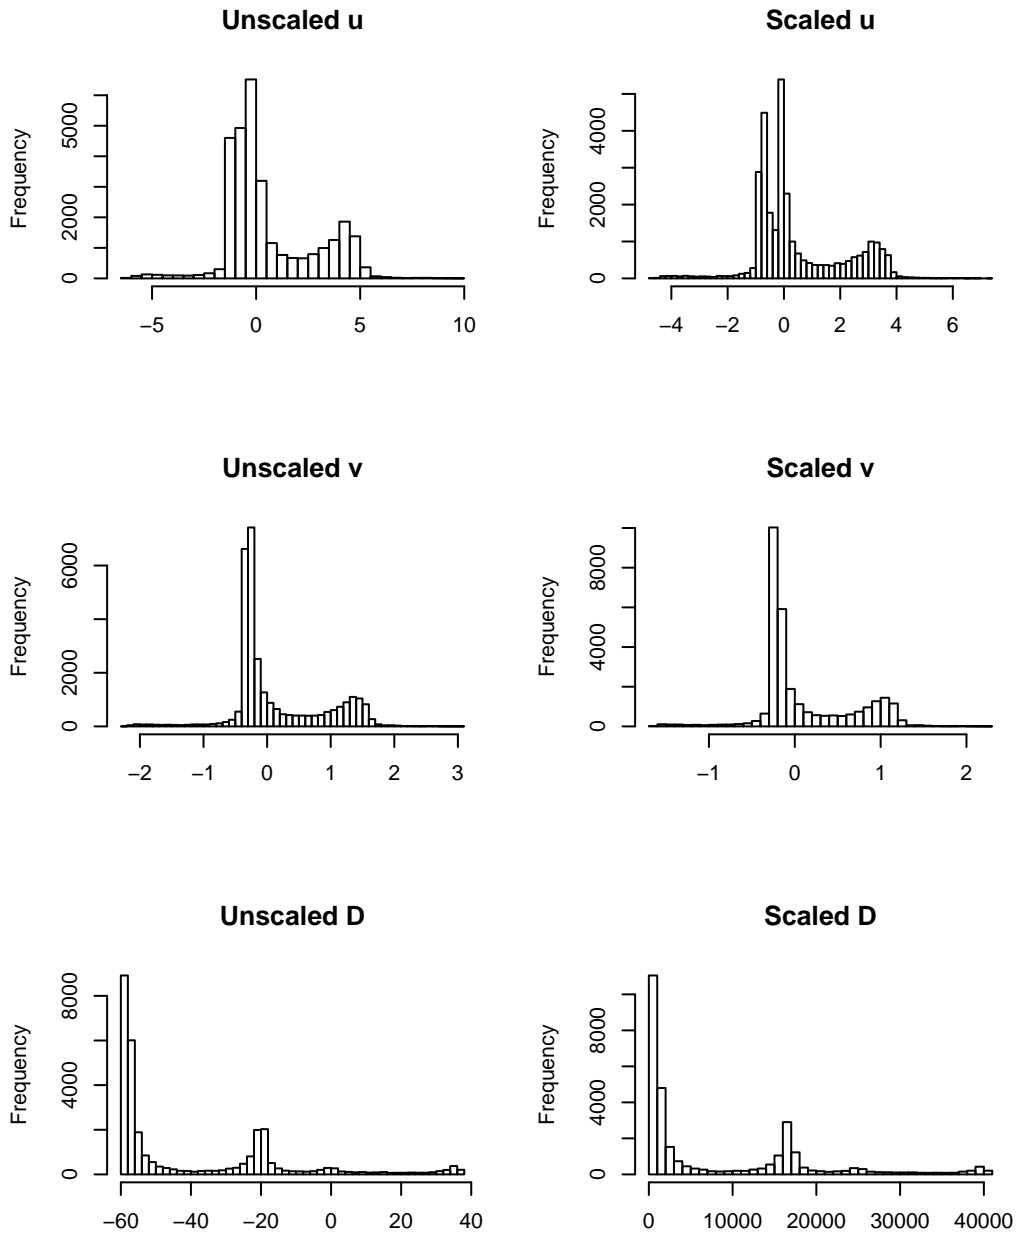 Unscaled u
Scaled u
Frequency
0 2000 5000
−5 0 5 10
Frequency
0 2000 4000
−4 −2 0 2 4 6
Unscaled v
Scaled v
Frequency
0 2000 6000
−2 −1 0 1 2 3
Frequency
0 4000 8000
−1 0 1 2
Unscaled D
Scaled D
Frequency
0 4000 8000
−60 −40 −20 0 20 40
Frequency
0 4000 8000
0 10000 20000 30000 40000